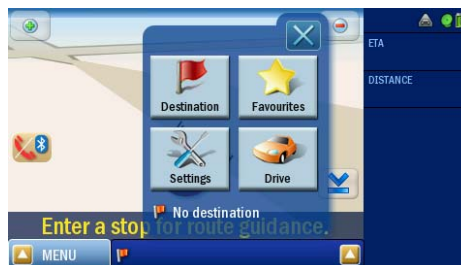 ETA
DISTANCE
Destination
Favourites
Settings
Drive
No destination
Enter a stop for route guidance.
MENU